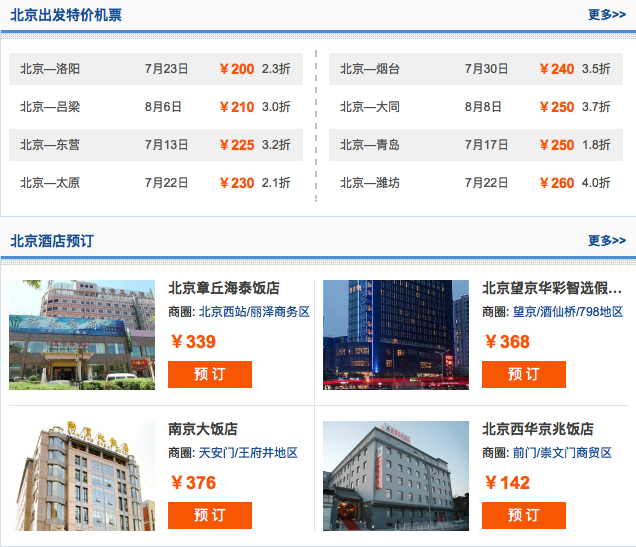 北京出发特价机票 更多>>
北京—洛阳 7月23日 ¥200 2.3折
北京—烟台 7月30日 ¥240 3.5折
北京—吕梁 8月6日 ¥210 3.0折
北京—大同 8月8日 ¥250 3.7折
北京—东营 7月13日 ¥225 3.2折
北京—青岛 7月17日 ¥250 1.8折
北京—太原 7月22日 ¥230 2.1折
北京—潍坊 7月22日 ¥260 4.0折
北京酒店预订 更多>>
北京章丘海泰饭店
商圈: 北京西站/丽泽商务区
¥339
预 订
北京望京华彩智选假...
商圈: 望京/酒仙桥/798地区
¥368
预 订
南京大饭店
商圈: 天安门/王府井地区
¥376
预 订
北京西华京兆饭店
商圈: 前门/崇文门商贸区
¥142
预 订